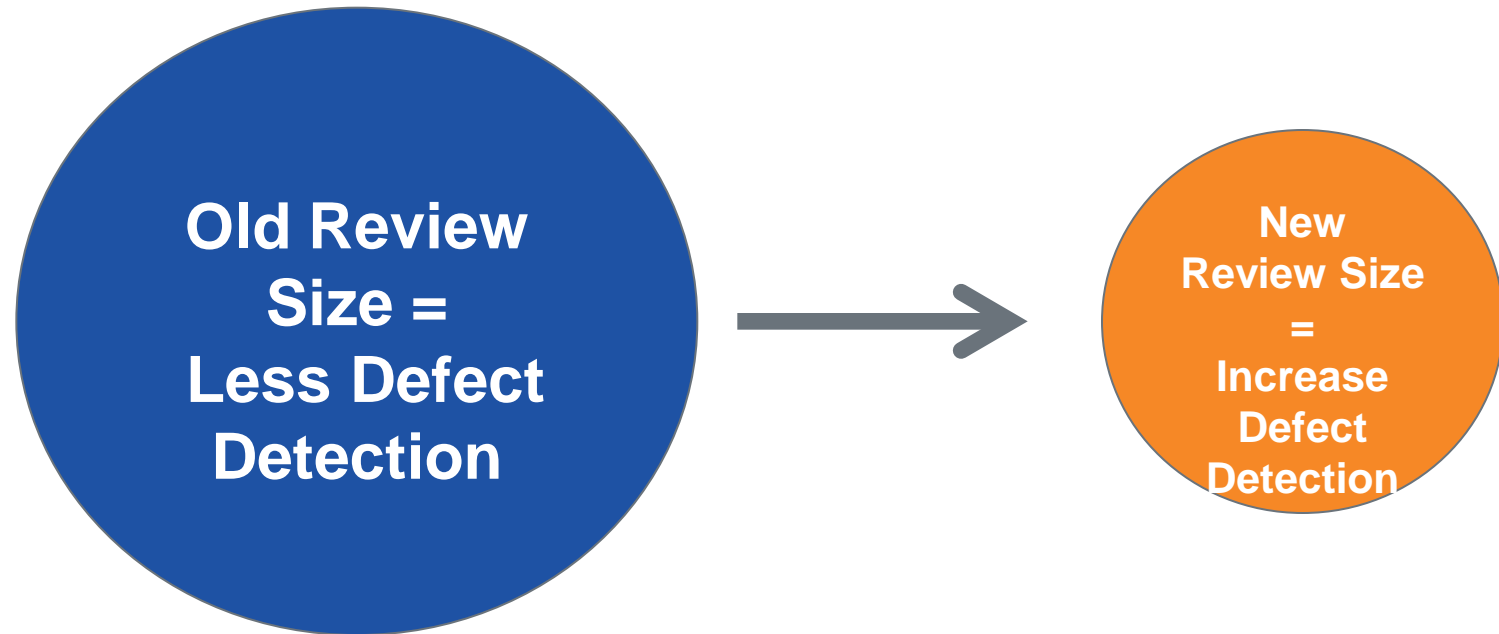 Old Review
Size =
Less Defect
Detection
New
Review Size
=
Increase
Defect
Detection